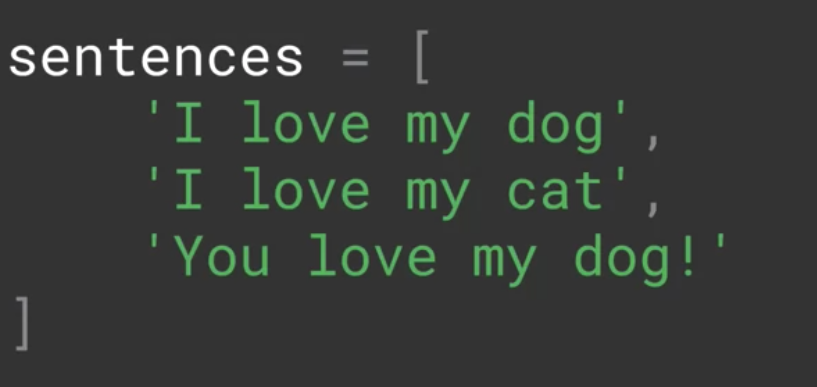 sentences = [
    'I love my dog',
    'I love my cat',
    'You love my dog!'
]